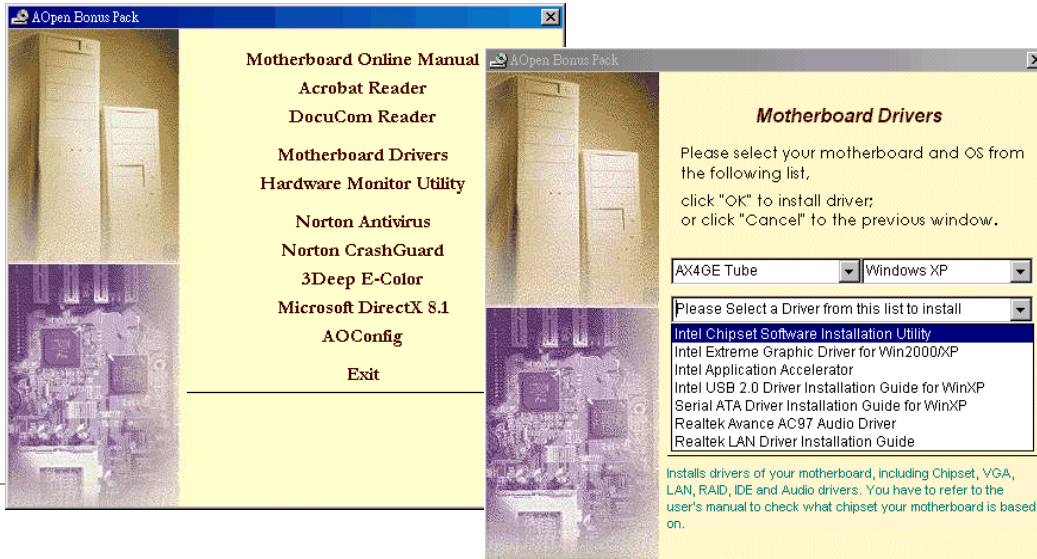 AOpen Bonus Pack
Motherboard Online Manual
Acrobat Reader
DocuCom Reader
Motherboard Drivers
Hardware Monitor Utility
Norton Antivirus
Norton CrashGuard
3Deep E-Color
Microsoft DirectX 8.1
AOConfig
Exit
AOpen Bonus Pack
Motherboard Drivers
Please select your motherboard and OS from
the following list,
click "OK" to install driver;
or click "Cancel" to the previous window.
AX4GE Tube Windows XP
Please Select a Driver from this list to install
Intel Chipset Software Installation Utility
Intel Extreme Graphic Driver for Win2000/XP
Intel Application Accelerator
Intel USB 2.0 Driver Installation Guide for WinXP
Serial ATA Driver Installation Guide for WinXP
Realtek Avance AC97 Audio Driver
Realtek LAN Driver Installation Guide
Installs drivers of your motherboard, including Chipset, VGA,
LAN, RAID, IDE and Audio drivers. You have to refer to the
user's manual to check what chipset your motherboard is based
on.